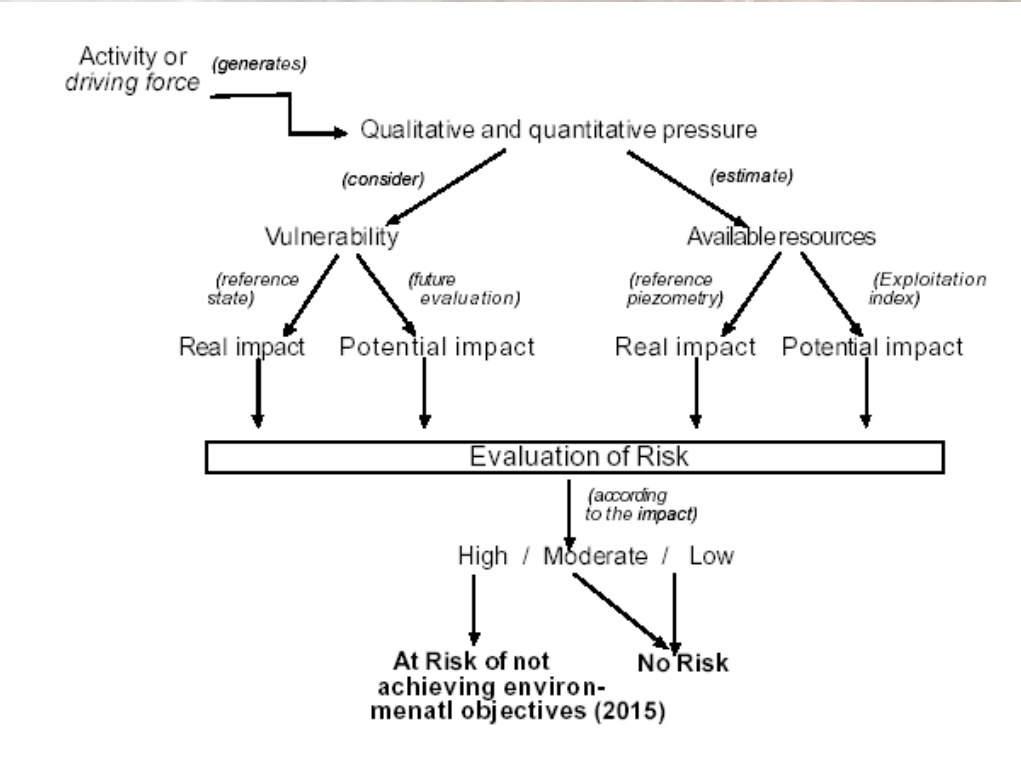 Activity or
driving force
(generates)
Qualitative and quantitative pressure
(consider)
(estimate)
Vulnerability
Available resources
(reference
state)
(future
evaluation)
(reference
piezometry)
(Exploitation
index)
Real impact
Potential impact
Real impact
Potential impact
Evaluation of Risk
(according
to the impact)
High / Moderate / Low
At Risk of not
achieving environ-
menatl objectives (2015)
No Risk